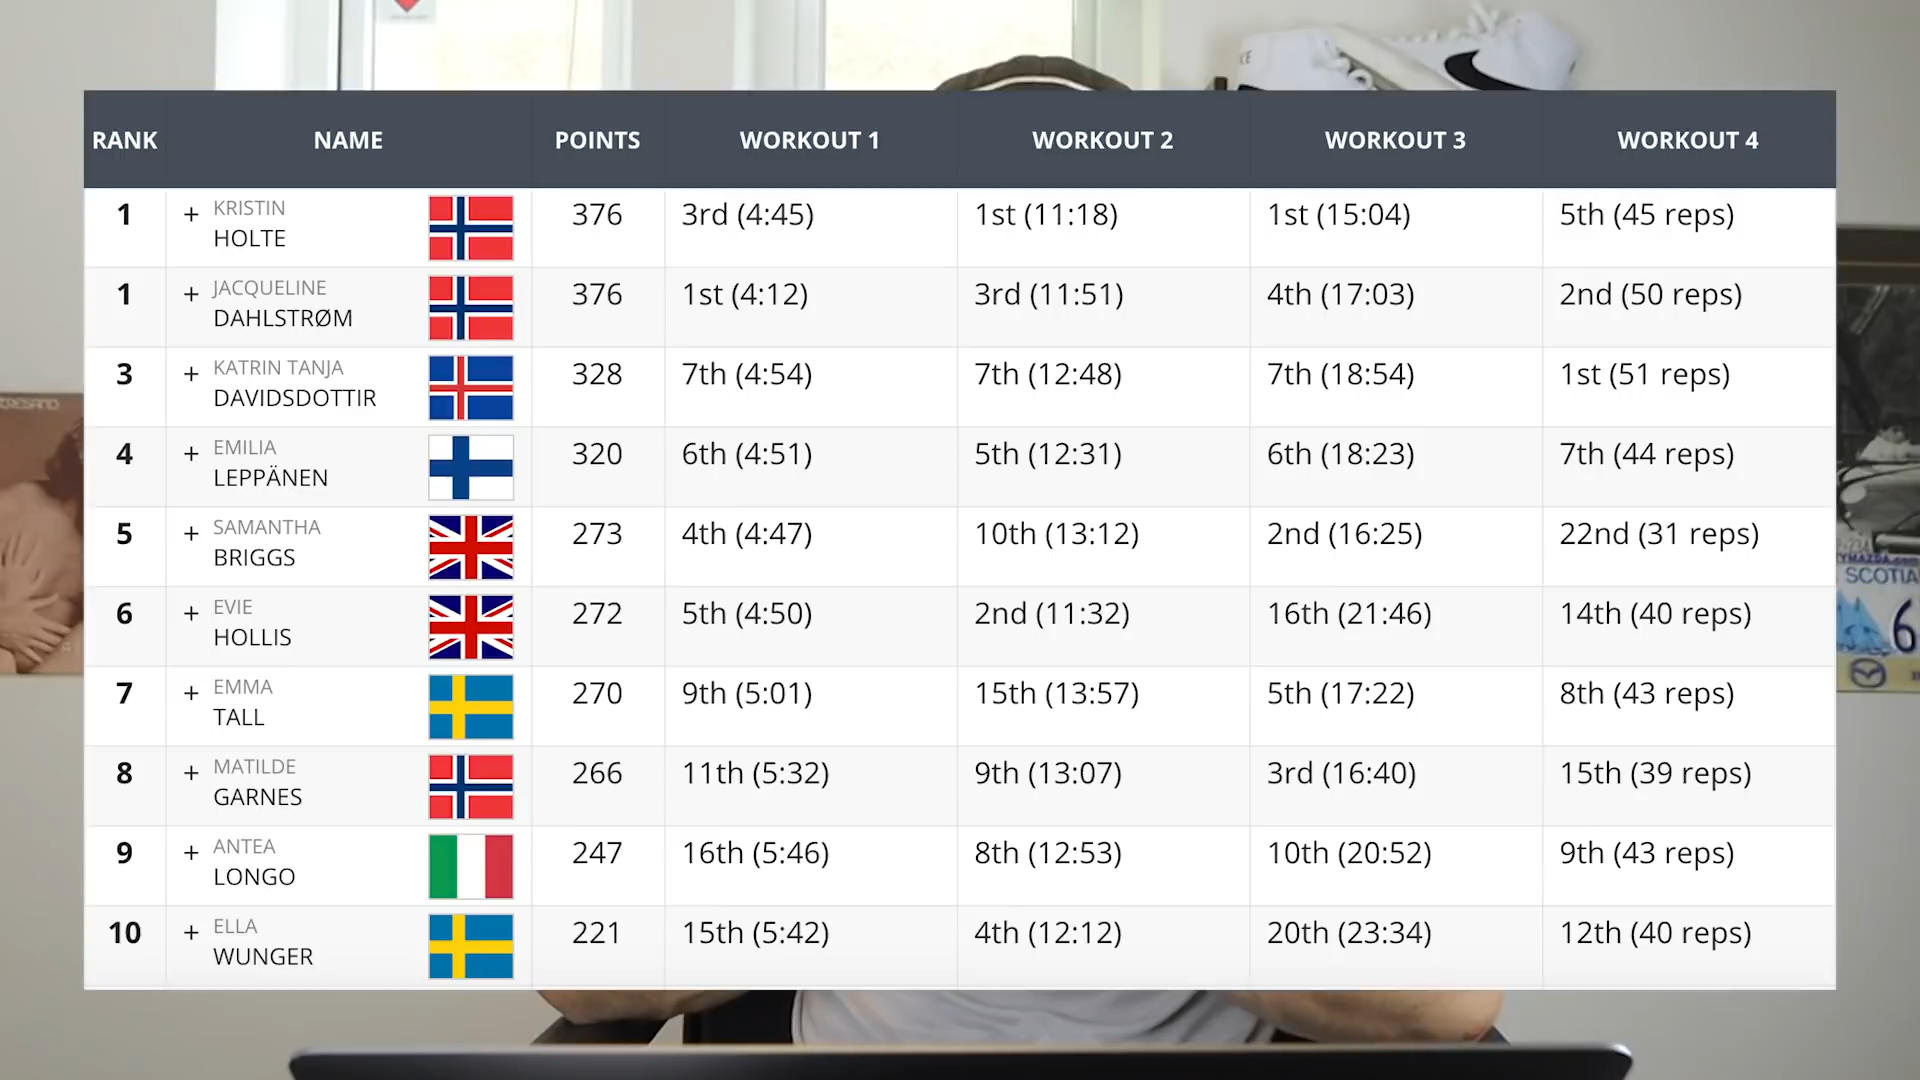 RANK NAME POINTS WORKOUT 1 WORKOUT 2 WORKOUT 3 WORKOUT 4
1 + KRISTIN HOLTE 376 3rd (4:45) 1st (11:18) 1st (15:04) 5th (45 reps)
1 + JACQUELINE DAHLSTRØM 376 1st (4:12) 3rd (11:51) 4th (17:03) 2nd (50 reps)
3 + KATRIN TANJA DAVIDSDOTTIR 328 7th (4:54) 7th (12:48) 7th (18:54) 1st (51 reps)
4 + EMILIA LEPPÄNEN 320 6th (4:51) 5th (12:31) 6th (18:23) 7th (44 reps)
5 + SAMANTHA BRIGGS 273 4th (4:47) 10th (13:12) 2nd (16:25) 22nd (31 reps)
6 + EVIE HOLLIS 272 5th (4:50) 2nd (11:32) 16th (21:46) 14th (40 reps)
7 + EMMA TALL 270 9th (5:01) 15th (13:57) 5th (17:22) 8th (43 reps)
8 + MATILDE GARNES 266 11th (5:32) 9th (13:07) 3rd (16:40) 15th (39 reps)
9 + ANTEA LONGO 247 16th (5:46) 8th (12:53) 10th (20:52) 9th (43 reps)
10 + ELLA WUNGER 221 15th (5:42) 4th (12:12) 20th (23:34) 12th (40 reps)
SCOTIA
6